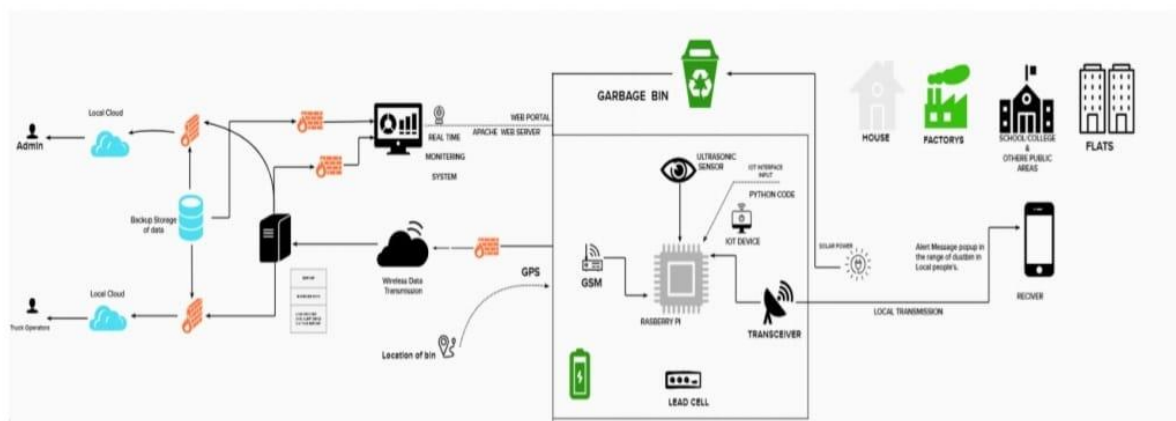 GARBAGE BIN
HOUSE
FACTORYS
SCHOOL/COLLEGE
&
OTHERS PUBLIC
AREAS
FLATS
Local Cloud
Admin
WEB PORTAL
APACHE WEB SERVER
REAL TIME
MONITERING
SYSTEM
ULTRASONIC
SENSOR
IOT INTERFACE
INPUT
PYTHON CODE
IOT DEVICE
Backup Storage
of data
Wireless Data
Transmission
GPS
GSM
RASBERRY PI
TRANSCEIVER
SOLAR POWER
Alert Message popup in
the range of dustbin in
Local people's.
RECIVER
LOCAL TRANSMISSION
Local Cloud
Truck Operators
Location of bin
LEAD CELL